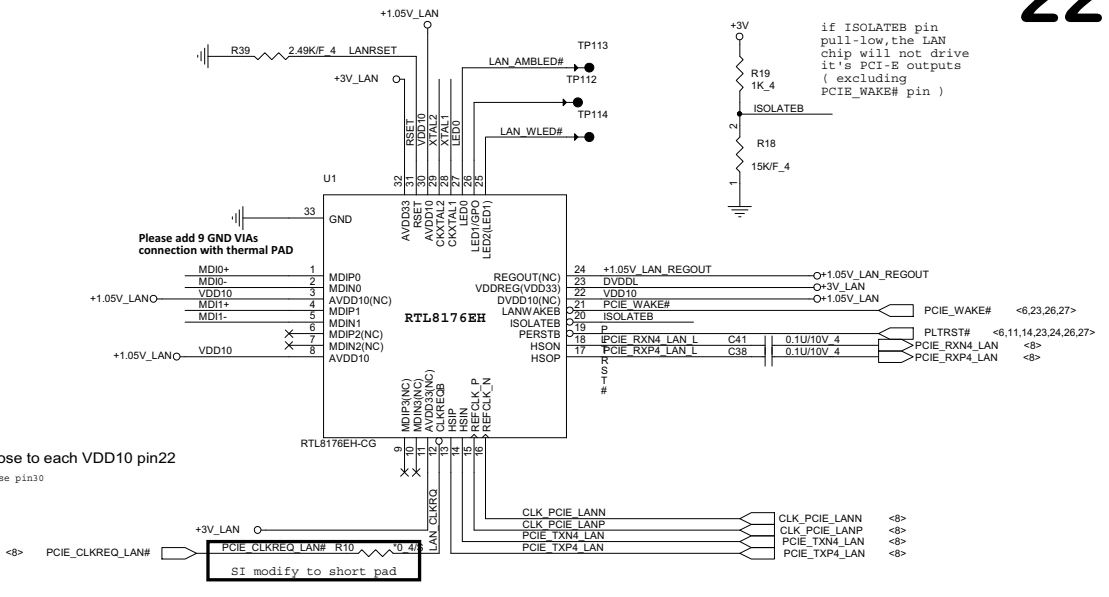 22
+1.05V_LAN
R39
2.49K/F_4
LANRSET
+3V_LAN
LAN_AMBLED#
TP113
TP112
TP114
LAN_WLED#
+3V
R19
1K_4
ISOLATEB
2
R18
15K/F_4
1
if ISOLATEB pin
pull-low,the LAN
chip will not drive
it's PCI-E outputs
( excluding
PCIE_WAKE# pin )
RSET
VDD10
XTAL2
XTAL1
LED0
U1
32
31
30
29
28
27
26
25
AVDD33
RSET
AVDD10
CKXTAL2
CKXTAL1
LED0
LED1/GPO
LED2(LED1)
33
GND
Please add 9 GND VIAs
connection with thermal PAD
MDI0+ 1 MDIP0
MDI0- 2 MDIN0
+1.05V_LAN VDD10 3 AVDD10(NC)
MDI1+ 4 MDIP1
MDI1- 5 MDIN1
6 MDIP2(NC)
7 MDIN2(NC)
+1.05V_LAN VDD10 8 AVDD10
RTL8176EH
REGOUT(NC) 24 +1.05V_LAN_REGOUT +1.05V_LAN_REGOUT
VDDREG(VDD33) 23 DVDDL +3V_LAN
DVDD10(NC) 22 VDD10 +1.05V_LAN
LANWAKEB 21 PCIE_WAKE# PCIE_WAKE# <6,23,26,27>
ISOLATEB 20 ISOLATEB
PERSTB 19 PLTRST# PLTRST# <6,11,14,23,24,26,27>
HSON 18 PCIE_RXN4_LAN_L C41 0.1U/10V_4 PCIE_RXN4_LAN <8>
HSOP 17 PCIE_RXP4_LAN_L C38 0.1U/10V_4 PCIE_RXP4_LAN <8>
MDIP3(NC)
MDIN3(NC)
AVDD33(NC)
CLKREQB
HSIP
HSIN
REFCLK_P
REFCLK_N
RTL8176EH-CG
9
10
11
12
13
14
15
16
ose to each VDD10 pin22
se pin30
LAN_CLKRQ
CLK_PCIE_LANN CLK_PCIE_LANN <8>
CLK_PCIE_LANP CLK_PCIE_LANP <8>
PCIE_TXN4_LAN PCIE_TXN4_LAN <8>
PCIE_TXP4_LAN PCIE_TXP4_LAN <8>
+3V_LAN
<8> PCIE_CLKREQ_LAN# PCIE_CLKREQ_LAN# R10
SI modify to short pad